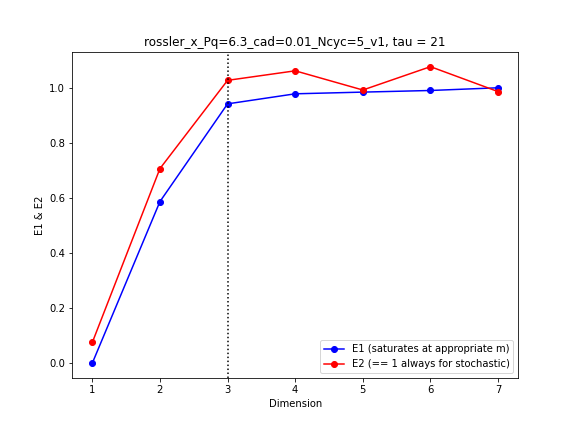 rossler_x_Pq=6.3_cad=0.01_Ncyc=5_v1, tau = 21
E1 & E2
1.0
0.8
0.6
0.4
0.2
0.0
E1 (saturates at appropriate m)
E2 (== 1 always for stochastic)
1 2 3 4 5 6 7
Dimension